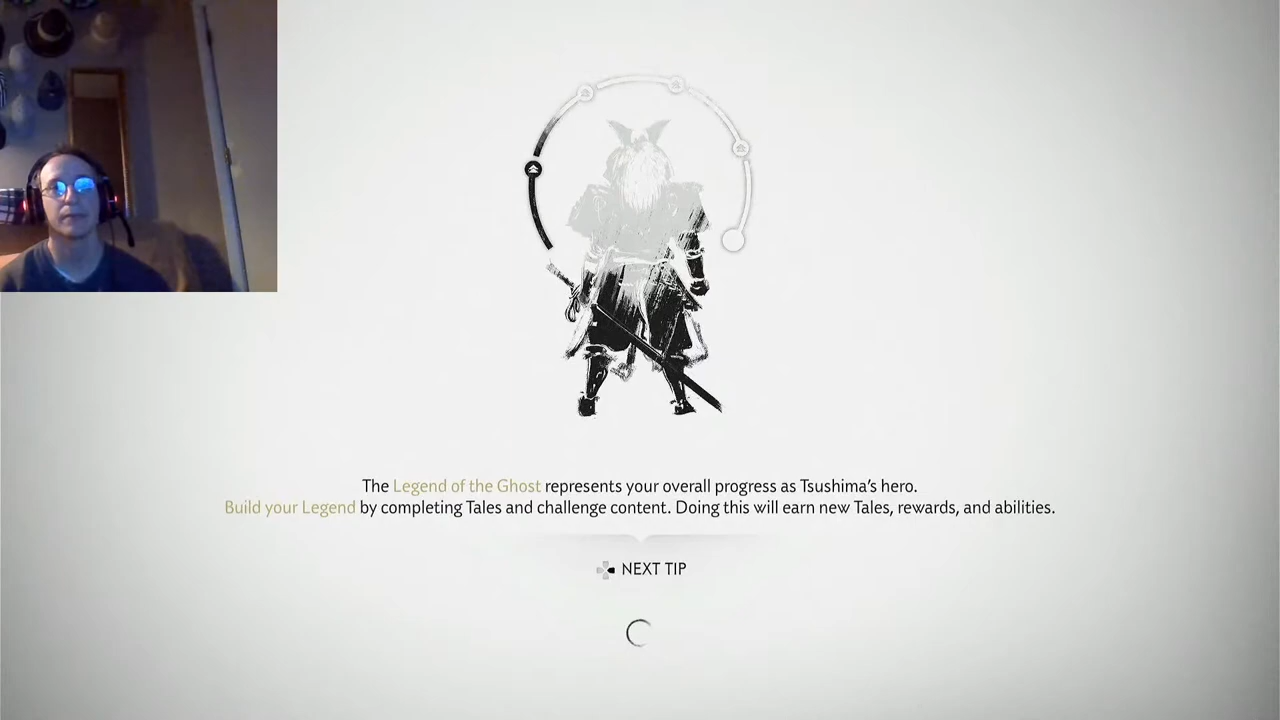 The Legend of the Ghost represents your overall progress as Tsushima's hero.
Build your Legend by completing Tales and challenge content. Doing this will earn new Tales, rewards, and abilities.
NEXT TIP